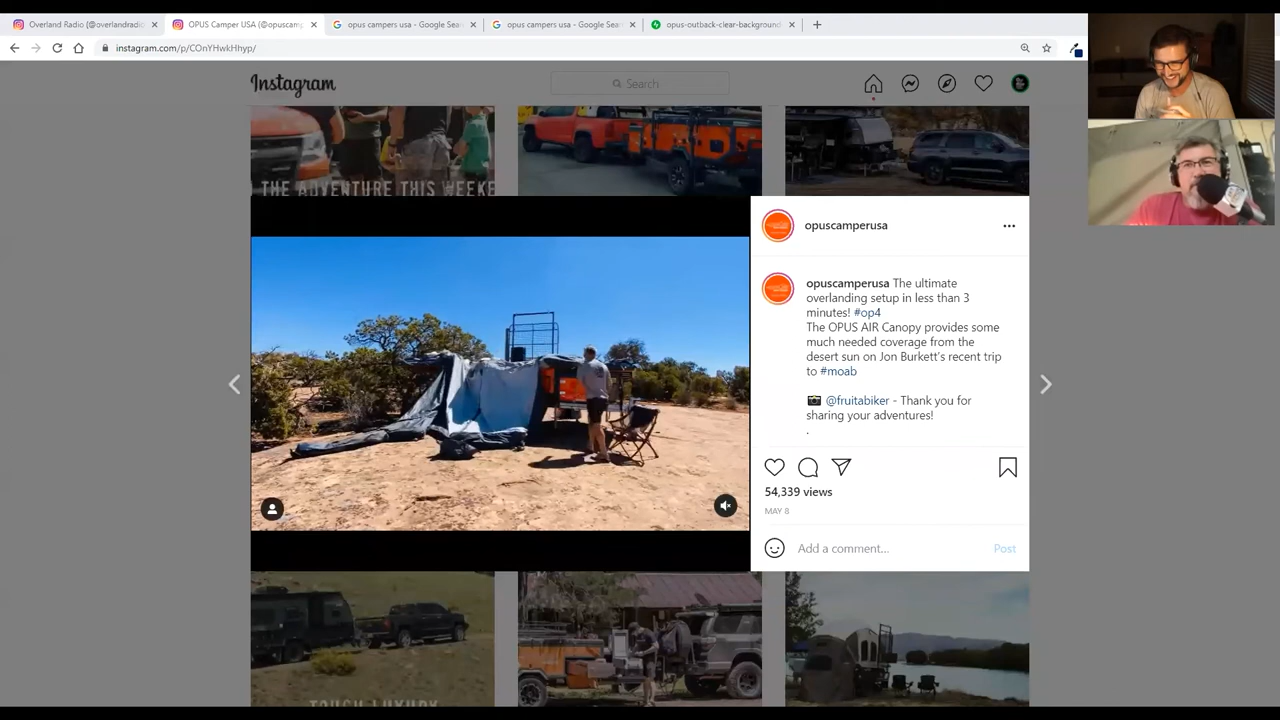 Overland Radio (@overlandradio
OPUS Camper USA (@opuscamp
opus campers usa - Google Sear
opus campers usa - Google Sear
opus-outback-clear-background
instagram.com/p/COnYHwkHhyp/
Instagram
Search
THE ADVENTURE THIS WEEKE
opuscamperusa
opuscamperusa The ultimate
overlanding setup in less than 3
minutes! #op4
The OPUS AIR Canopy provides some
much needed coverage from the
desert sun on Jon Burkett's recent trip
to #moab
@fruitabiker - Thank you for
sharing your adventures!
.
54,339 views
MAY 8
Add a comment...
Post
TOUGH LUXURY